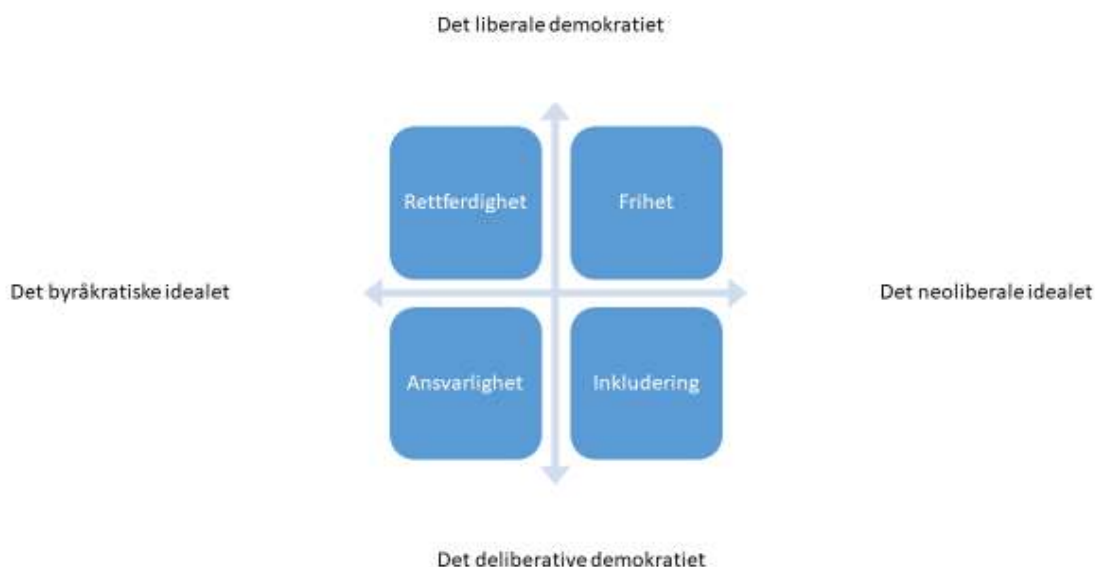 Det liberale demokratiet
Rettferdighet
Frihet
Det byråkratiske idealet
Det neoliberale idealet
Ansvarlighet
Inkludering
Det deliberative demokratiet